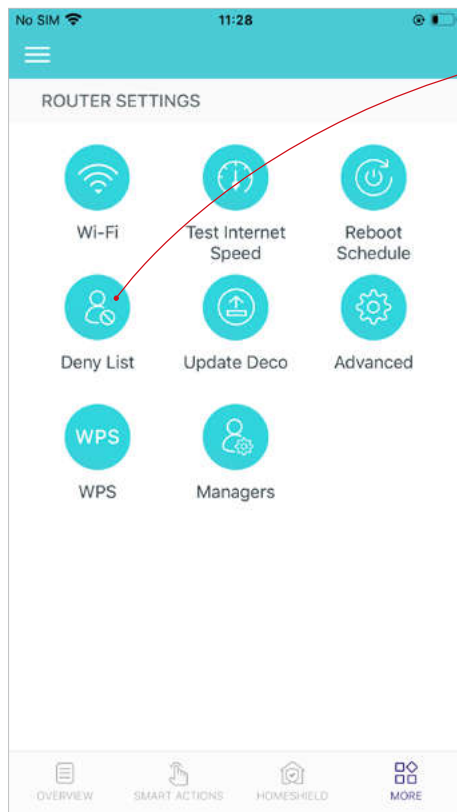 No SIM 11:28
ROUTER SETTINGS
Wi-Fi
Test Internet
Speed
Reboot
Schedule
Deny List
Update Deco
Advanced
WPS
WPS
Managers
OVERVIEW SMART ACTIONS HOMESHIELD MORE